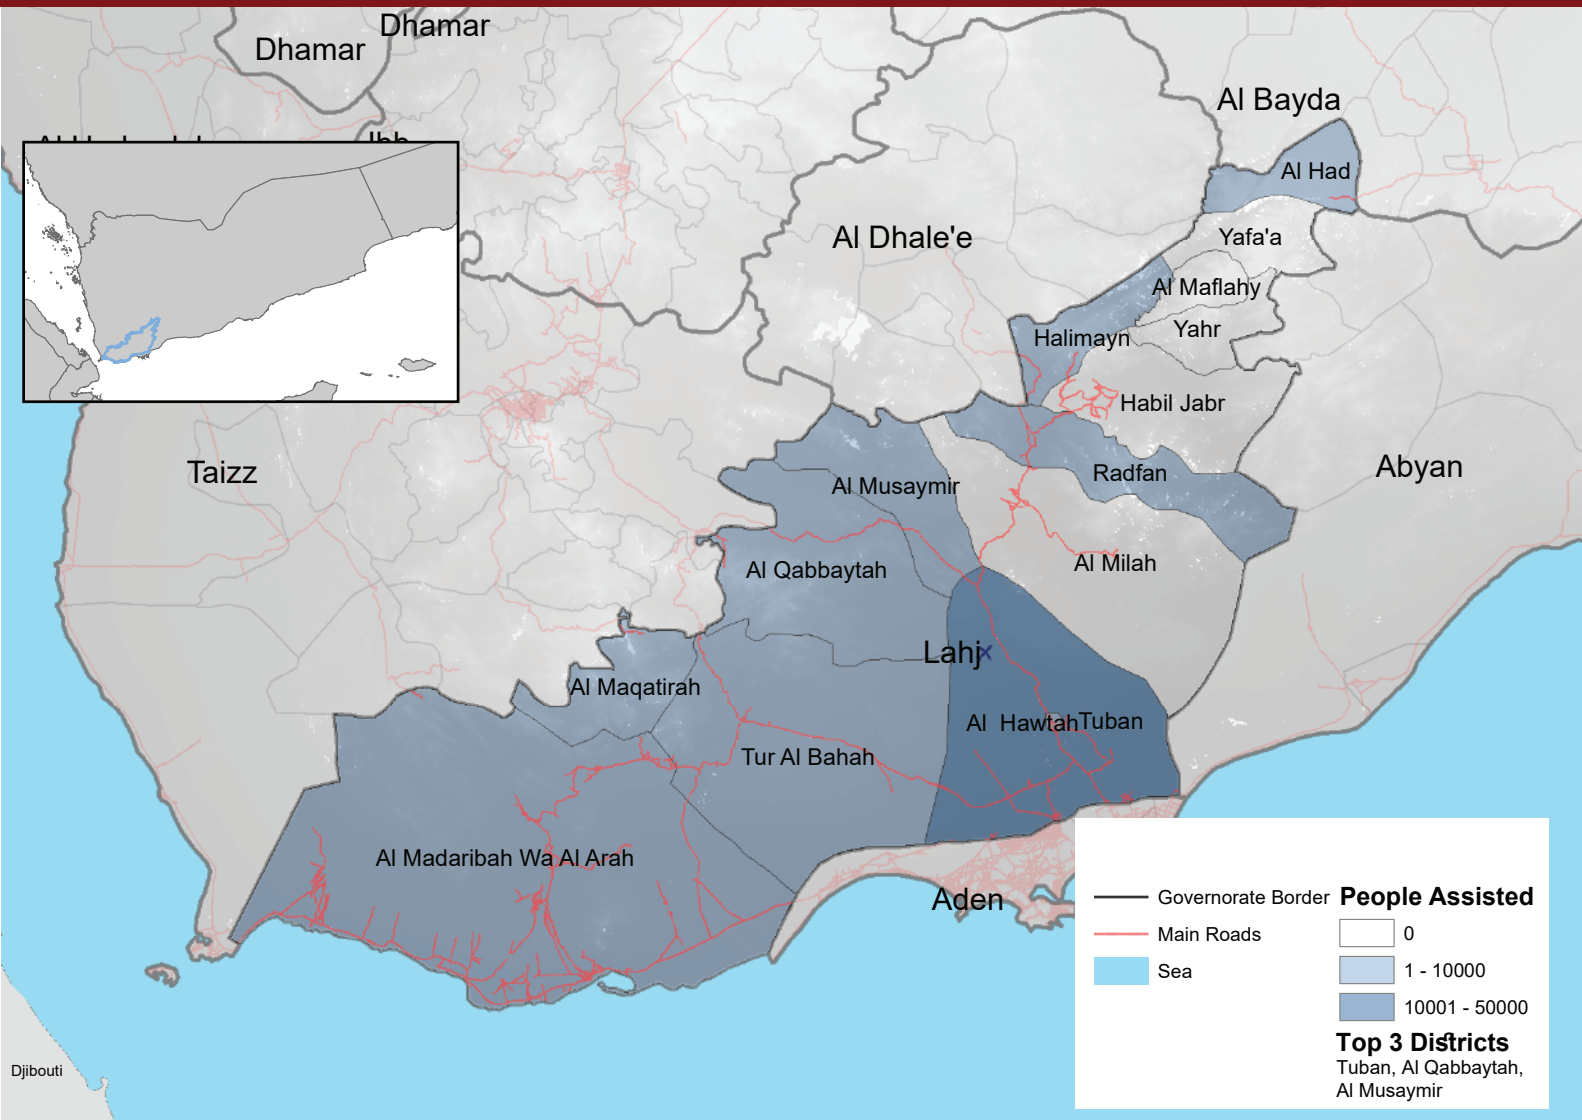 Dhamar
Dhamar
Ibb
Al Bayda
Al Had
Al Dhale'e
Yafa'a
Al Maflahy
Halimayn
Yahr
Habil Jabr
Taizz
Abyan
Radfan
Al Musaymir
Al Milah
Al Qabbaytah
Lahj
Al Maqatirah
Al Hawtah
Tuban
Tur Al Bahah
Al Madaribah Wa Al Arah
Aden
Djibouti
Governorate Border
Main Roads
Sea
People Assisted
0
1 - 10000
10001 - 50000
Top 3 Districts
Tuban, Al Qabbaytah,
Al Musaymir